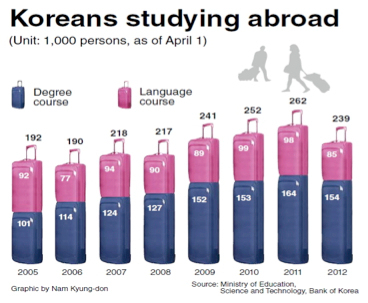 Koreans studying abroad
(Unit: 1,000 persons, as of April 1)
Degree course
Language course
192 190 218 217 241 252 262 239
92 77 94 90 89 99 98 85
101 114 124 127 152 153 164 154
2005 2006 2007 2008 2009 2010 2011 2012
Graphic by Nam Kyung-don
Source: Ministry of Education,
Science and Technology, Bank of Korea